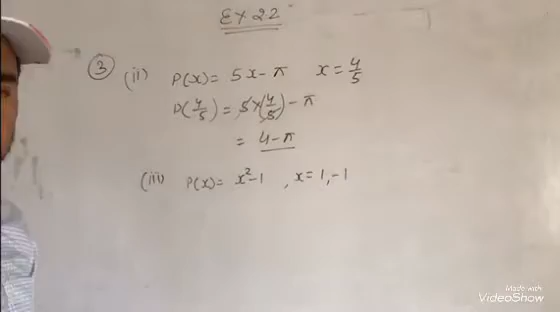 Ex 2.2
③ (ii) P(x) = 5x - π x = 4/5
P(4/5) = 5×(4/5) - π
= 4 - π
(iii) P(x) = x² - 1 , x = 1, -1
Made with
VideoShow